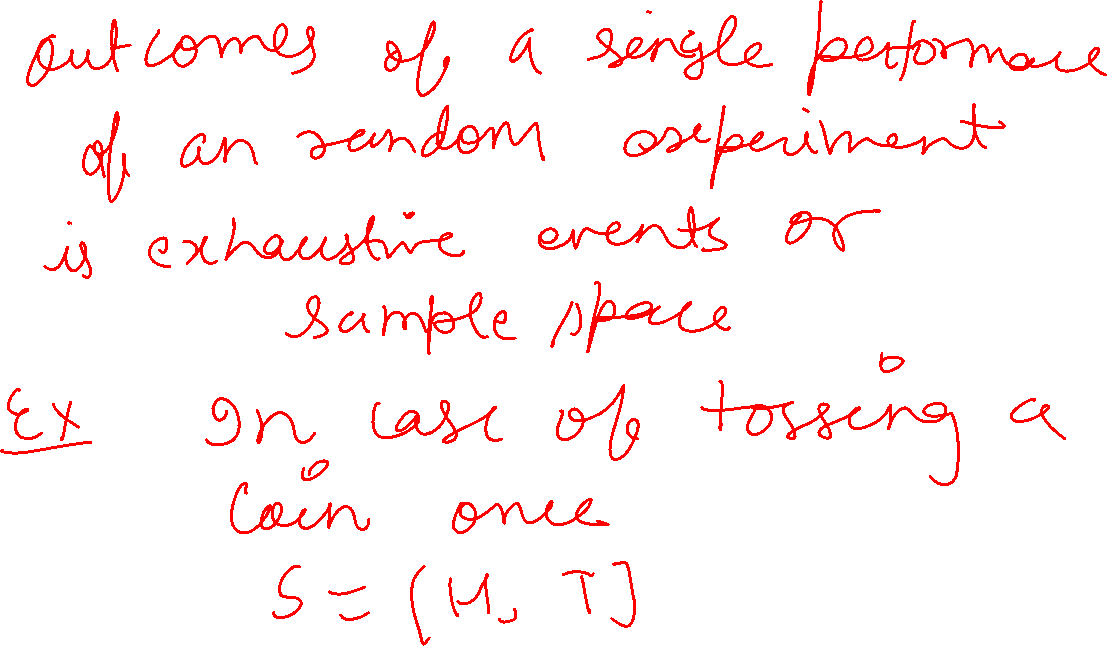 outcomes of a single performace
of an random experiment
is exhaustive events or
sample space
Ex In case of tossing a
Coin once
S = (H, T]